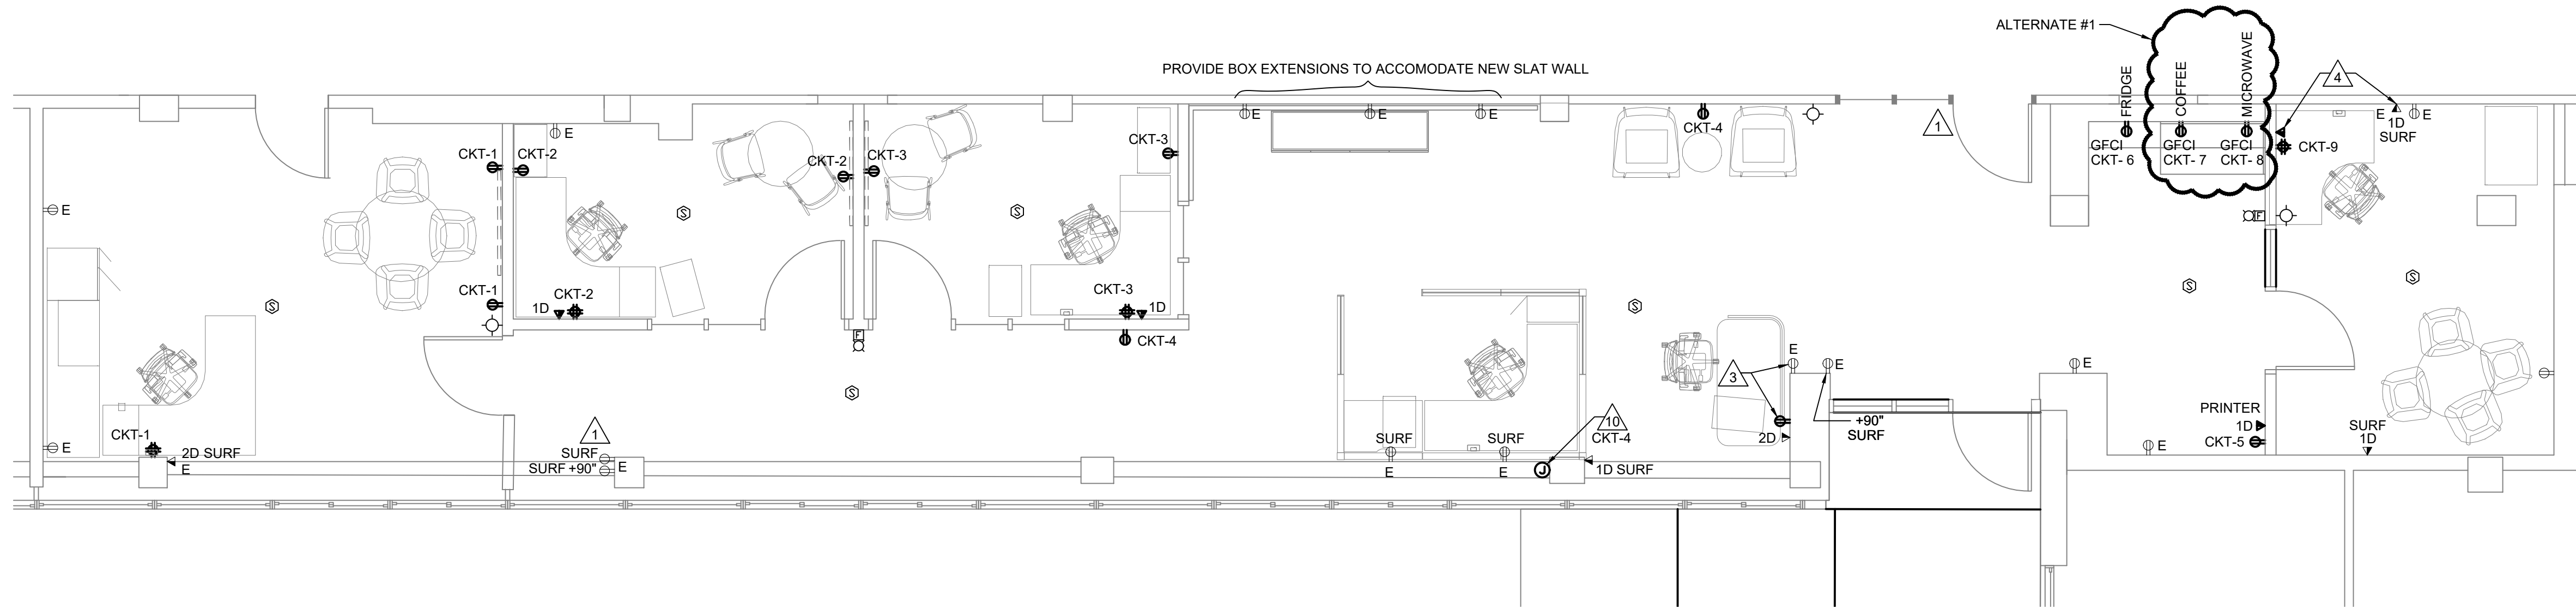 ALTERNATE #1
PROVIDE BOX EXTENSIONS TO ACCOMODATE NEW SLAT WALL
FRIDGE
COFFEE
MICROWAVE
4
E
E
E
E
E
1D
SURF
E
CKT-4
1
GFCI
CKT- 6
GFCI
CKT- 7
GFCI
CKT- 8
CKT-9
CKT-1
CKT-2
CKT-2
CKT-3
CKT-3
E
S
S
F
S
S
S
S
CKT-1
CKT-2
1D
CKT-3
1D
F
CKT-4
E
3
E
E
S
PRINTER
1D
CKT-5
SURF
1D
E
+90"
SURF
2D
10
CKT-4
SURF
SURF
E
E
J
1D SURF
1
SURF
SURF +90"
E
CKT-1
2D SURF
E
E